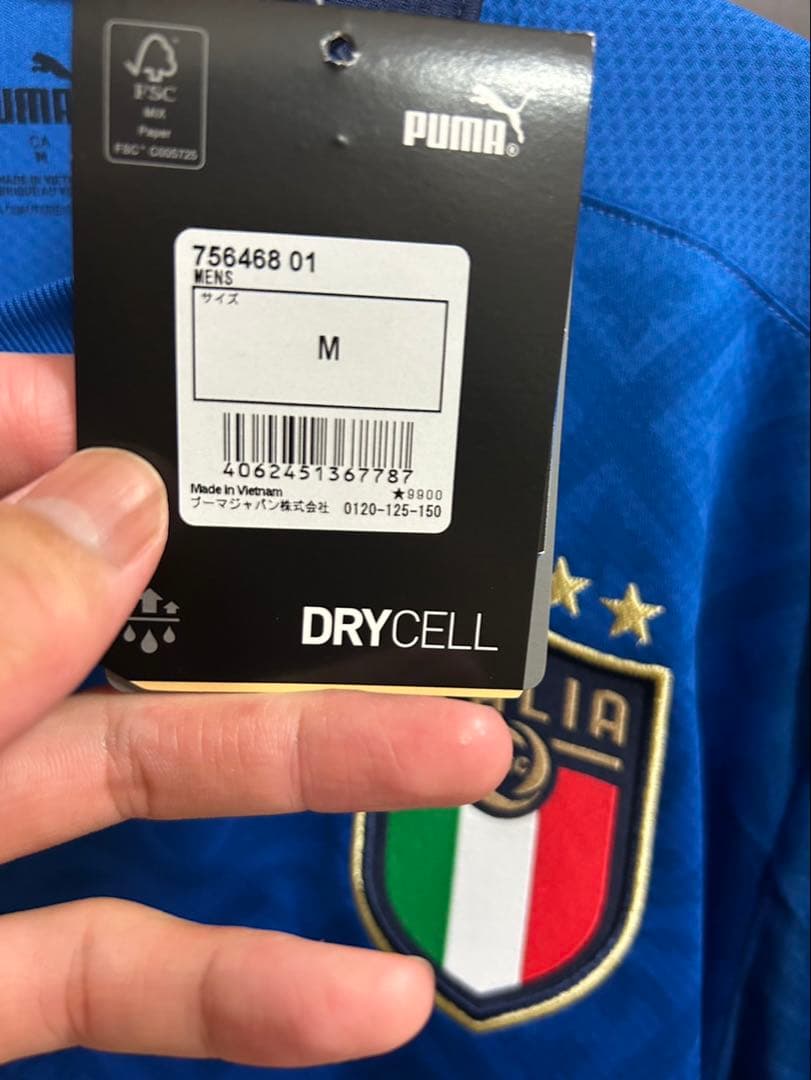 FSC
MIX
Paper
FSC® C005725
PUMA®
CA
M
756468 01
MENS
サイズ
M
4062451367787
Made in Vietnam
★9900
プーマジャパン株式会社 0120-125-150
DRYCELL